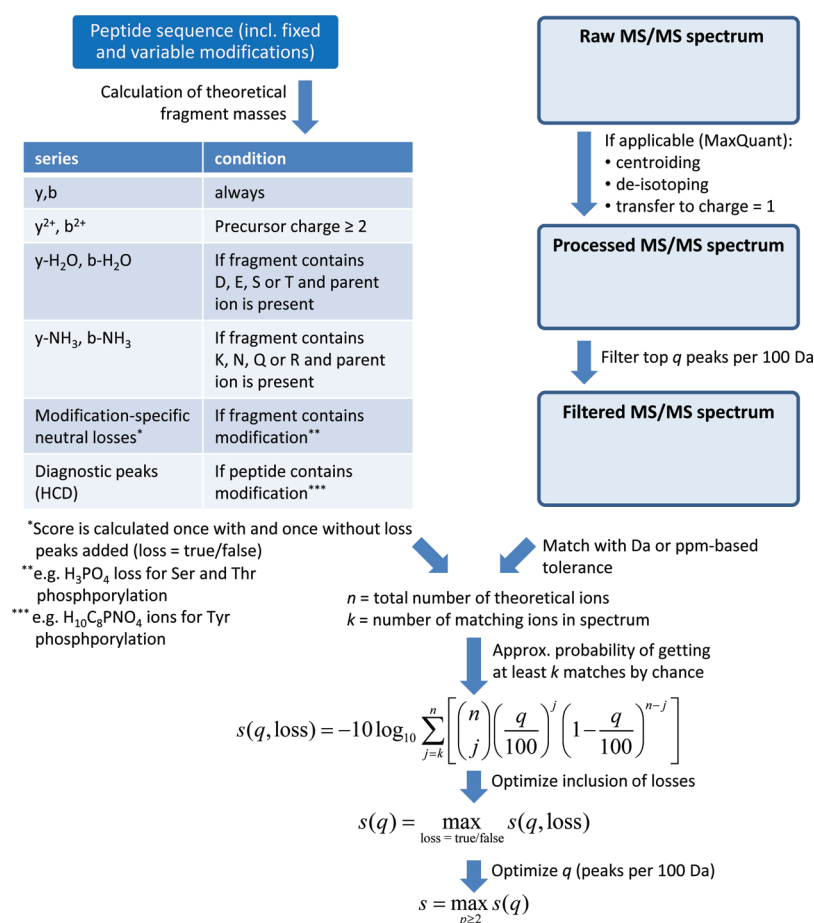 Peptide sequence (incl. fixed
and variable modifications)
Calculation of theoretical
fragment masses
series condition
y,b always
y²⁺, b²⁺ Precursor charge ≥ 2
y-H₂O, b-H₂O If fragment contains
D, E, S or T and parent
ion is present
y-NH₃, b-NH₃ If fragment contains
K, N, Q or R and parent
ion is present
Modification-specific If fragment contains
neutral losses* modification**
Diagnostic peaks If peptide contains
(HCD) modification***
*Score is calculated once with and once without loss
peaks added (loss = true/false)
**e.g. H₃PO₄ loss for Ser and Thr
phosphporylation
***e.g. H₁₀C₈PNO₄ ions for Tyr
phosphporylation
Raw MS/MS spectrum
If applicable (MaxQuant):
• centroiding
• de-isotoping
• transfer to charge = 1
Processed MS/MS spectrum
Filter top q peaks per 100 Da
Filtered MS/MS spectrum
Match with Da or ppm-based
tolerance
n = total number of theoretical ions
k = number of matching ions in spectrum
Approx. probability of getting
at least k matches by chance
s(q,loss) = −10 log₁₀ ∑_{j=k}^{n} [ (n j) (q/100)^j (1 − q/100)^{n−j} ]
Optimize inclusion of losses
s(q) = max_{loss = true/false} s(q,loss)
Optimize q (peaks per 100 Da)
s = max_{p≥2} s(q)